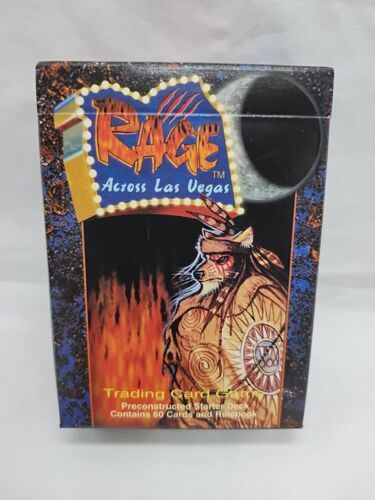 RAGE
TM
Across Las Vegas
Trading Card Game
Preconstructed Starter Deck
Contains 60 Cards and Rulebook